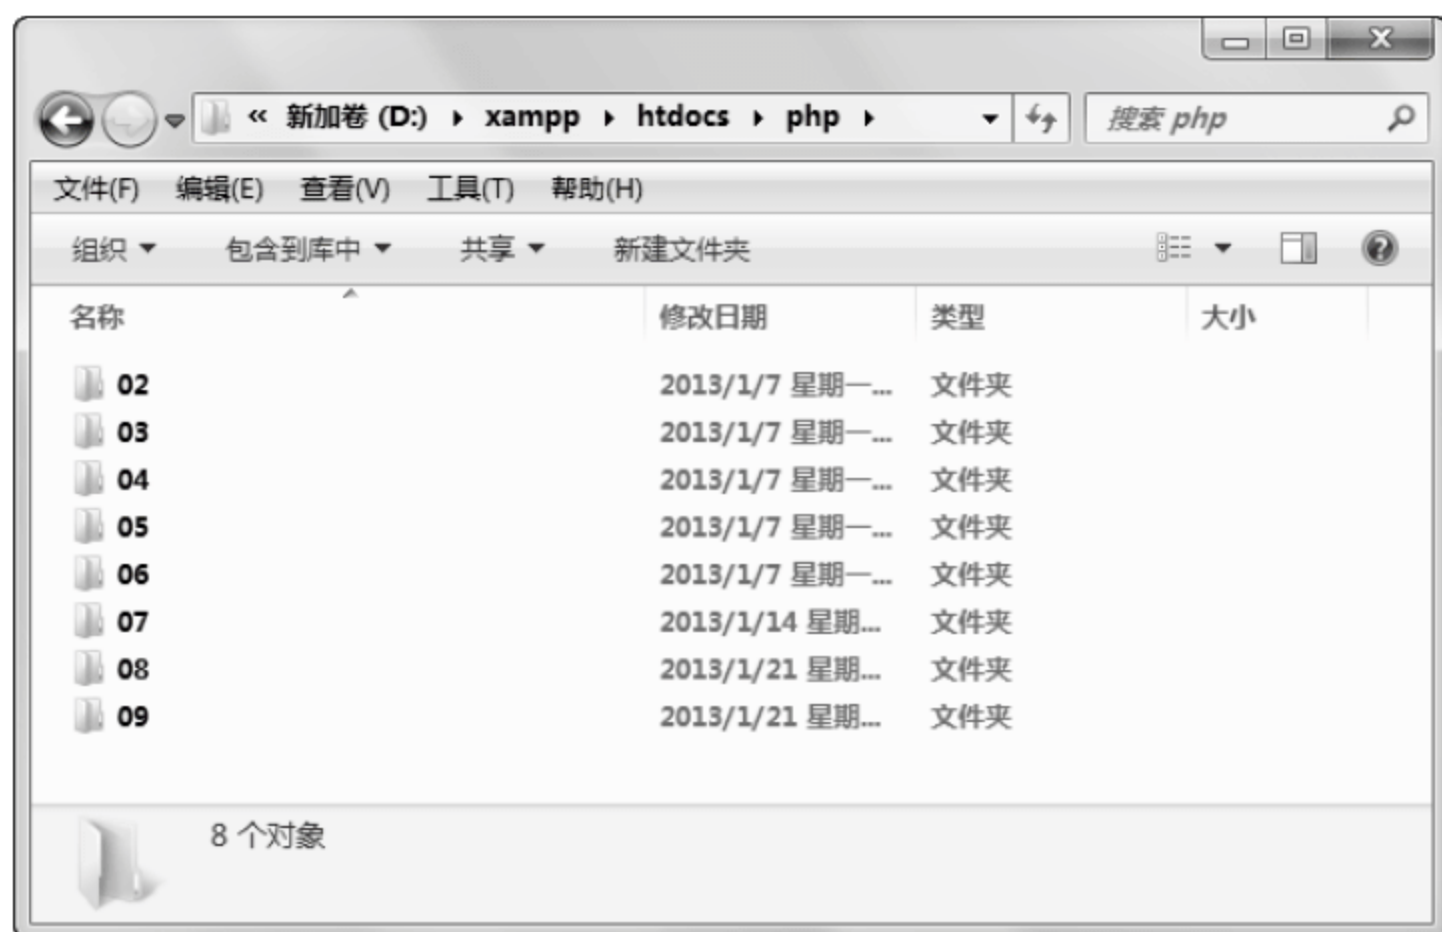 « 新加卷 (D:) ▸ xampp ▸ htdocs ▸ php ▸ 搜索 php
文件(F) 编辑(E) 查看(V) 工具(T) 帮助(H)
组织 包含到库中 共享 新建文件夹
名称 修改日期 类型 大小
02 2013/1/7 星期一... 文件夹
03 2013/1/7 星期一... 文件夹
04 2013/1/7 星期一... 文件夹
05 2013/1/7 星期一... 文件夹
06 2013/1/7 星期一... 文件夹
07 2013/1/14 星期... 文件夹
08 2013/1/21 星期... 文件夹
09 2013/1/21 星期... 文件夹
8 个对象